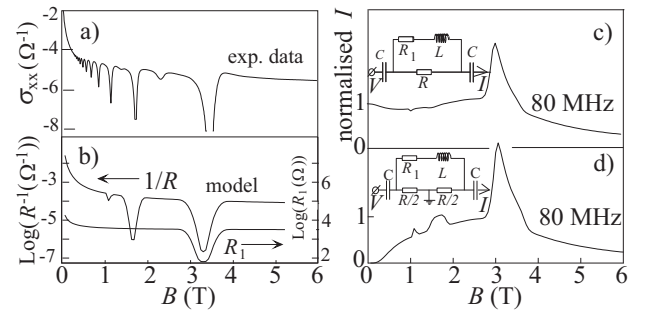 a)
exp. data
σxx (Ω⁻¹)
-2
-4
-6
-8
b)
1/R
model
R₁
Log(R⁻¹(Ω⁻¹))
-1
-3
-5
-7
Log(R₁(Ω))
6
4
2
0 1 2 3 4 5 6
B (T)
c)
normalised I
C
R₁
L
C
V
R
I
1
80 MHz
d)
C
R₁
L
C
V
R/2
R/2
I
1
80 MHz
0
0 1 2 3 4 5 6
B (T)